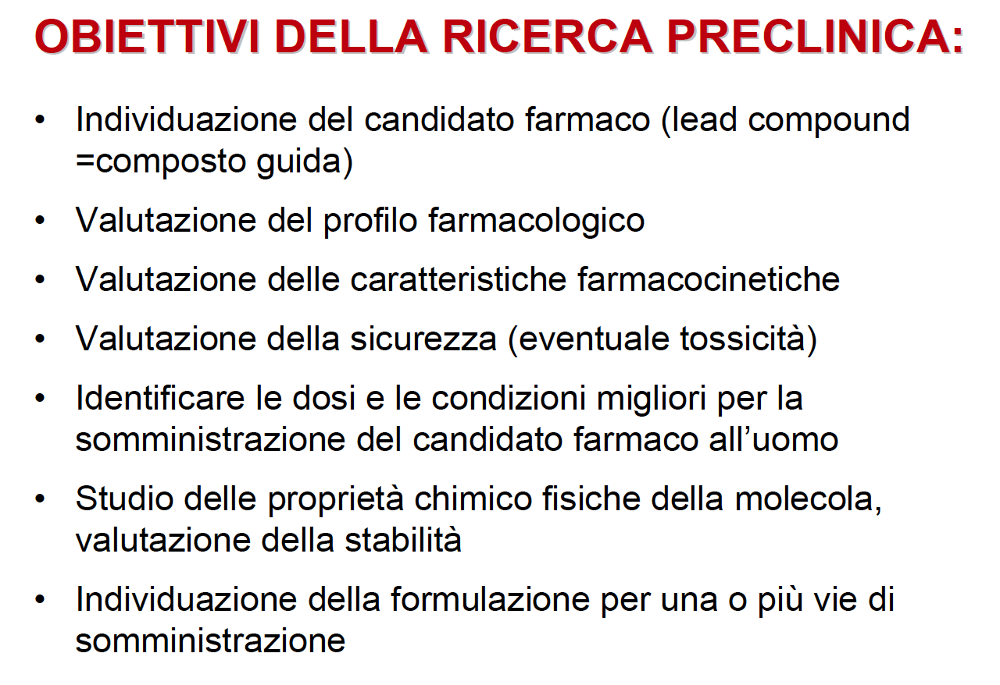 OBIETTIVI DELLA RICERCA PRECLINICA:
• Individuazione del candidato farmaco (lead compound
=composto guida)
• Valutazione del profilo farmacologico
• Valutazione delle caratteristiche farmacocinetiche
• Valutazione della sicurezza (eventuale tossicità)
• Identificare le dosi e le condizioni migliori per la
somministrazione del candidato farmaco all’uomo
• Studio delle proprietà chimico fisiche della molecola,
valutazione della stabilità
• Individuazione della formulazione per una o più vie di
somministrazione